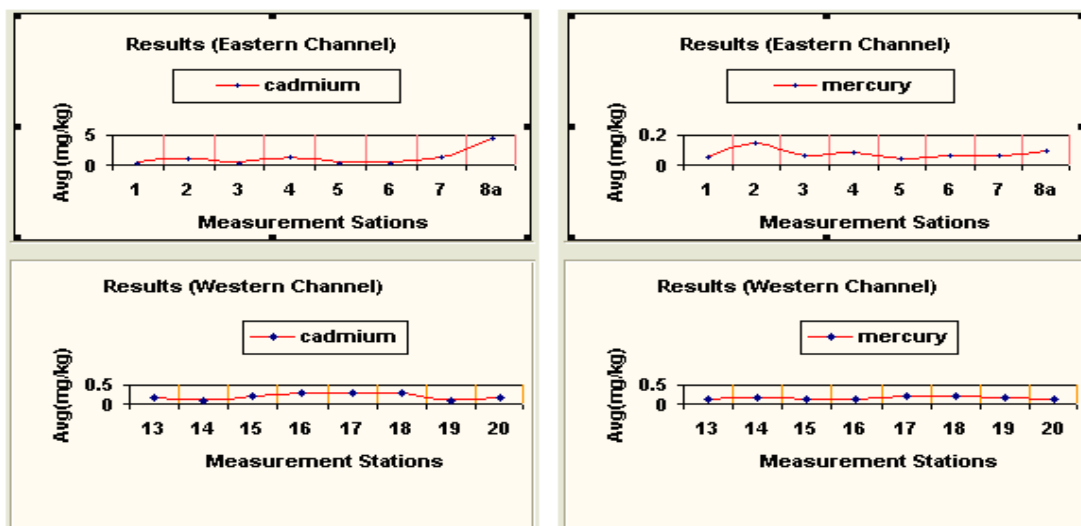 Results (Eastern Channel)
cadmium
Avg (mg/kg)
5
0
1 2 3 4 5 6 7 8a
Measurement Sations
Results (Eastern Channel)
mercury
Avg (mg/kg)
0.2
0
1 2 3 4 5 6 7 8a
Measurement Sations
Results (Western Channel)
cadmium
Avg(mg/kg)
0.5
0
13 14 15 16 17 18 19 20
Measurement Stations
Results (Western Channel)
mercury
Avg(mg/kg)
0.5
0
13 14 15 16 17 18 19 20
Measurement Stations